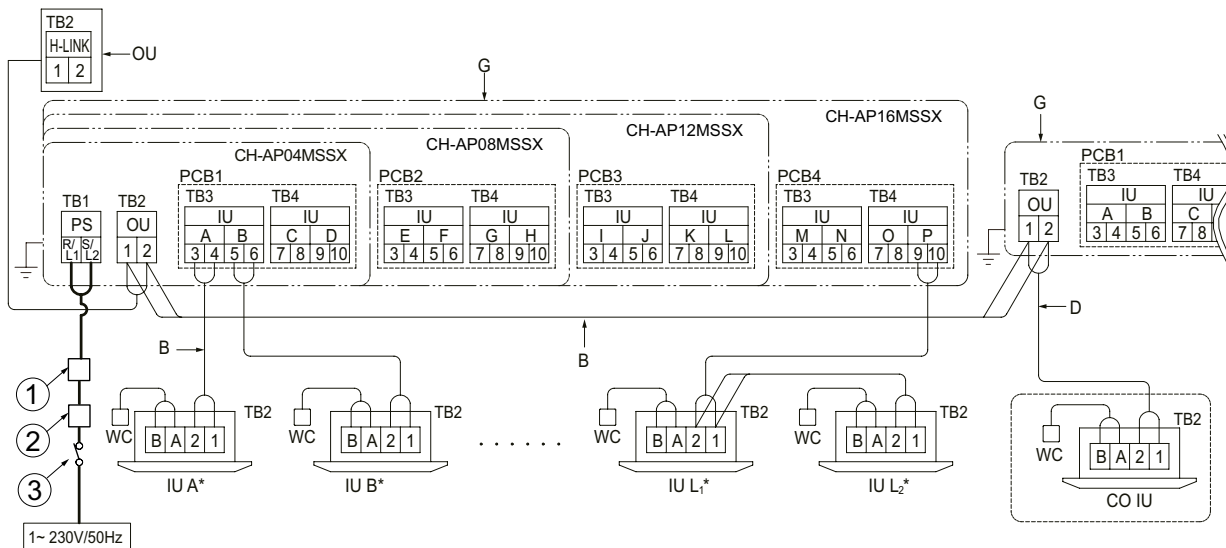 TB2
H-LINK
1 2
OU
G
CH-AP16MSSX
CH-AP12MSSX
CH-AP08MSSX
CH-AP04MSSX
TB1
PS
R/L1 S/L2
TB2
OU
1 2
PCB1
TB3 TB4
IU IU
A B C D
3 4 5 6 7 8 9 10
PCB2
TB3 TB4
IU IU
E F G H
3 4 5 6 7 8 9 10
PCB3
TB3 TB4
IU IU
I J K L
3 4 5 6 7 8 9 10
PCB4
TB3 TB4
IU IU
M N O P
3 4 5 6 7 8 9 10
G
TB2
OU
1 2
PCB1
TB3 TB4
IU IU
A B C
3 4 5 6 7 8
B
B
D
1
2
3
1~ 230V/50Hz
WC
TB2
B A 2 1
IU A*
WC
TB2
B A 2 1
IU B*
. . . . . .
WC
TB2
B A 2 1
IU L1*
WC
TB2
B A 2 1
IU L2*
WC
TB2
B A 2 1
CO IU